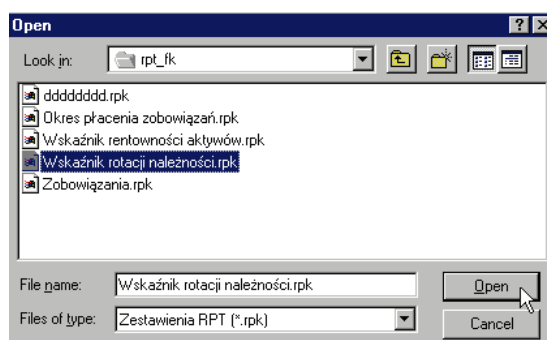 Open
Look in: rpt_fk
dddddddd.rpk
Okres płacenia zobowiązań.rpk
Wskaźnik rentowności aktywów.rpk
Wskaźnik rotacji należności.rpk
Zobowiązania.rpk
File name: Wskaźnik rotacji należności.rpk Open
Files of type: Zestawienia RPT (*.rpk) Cancel